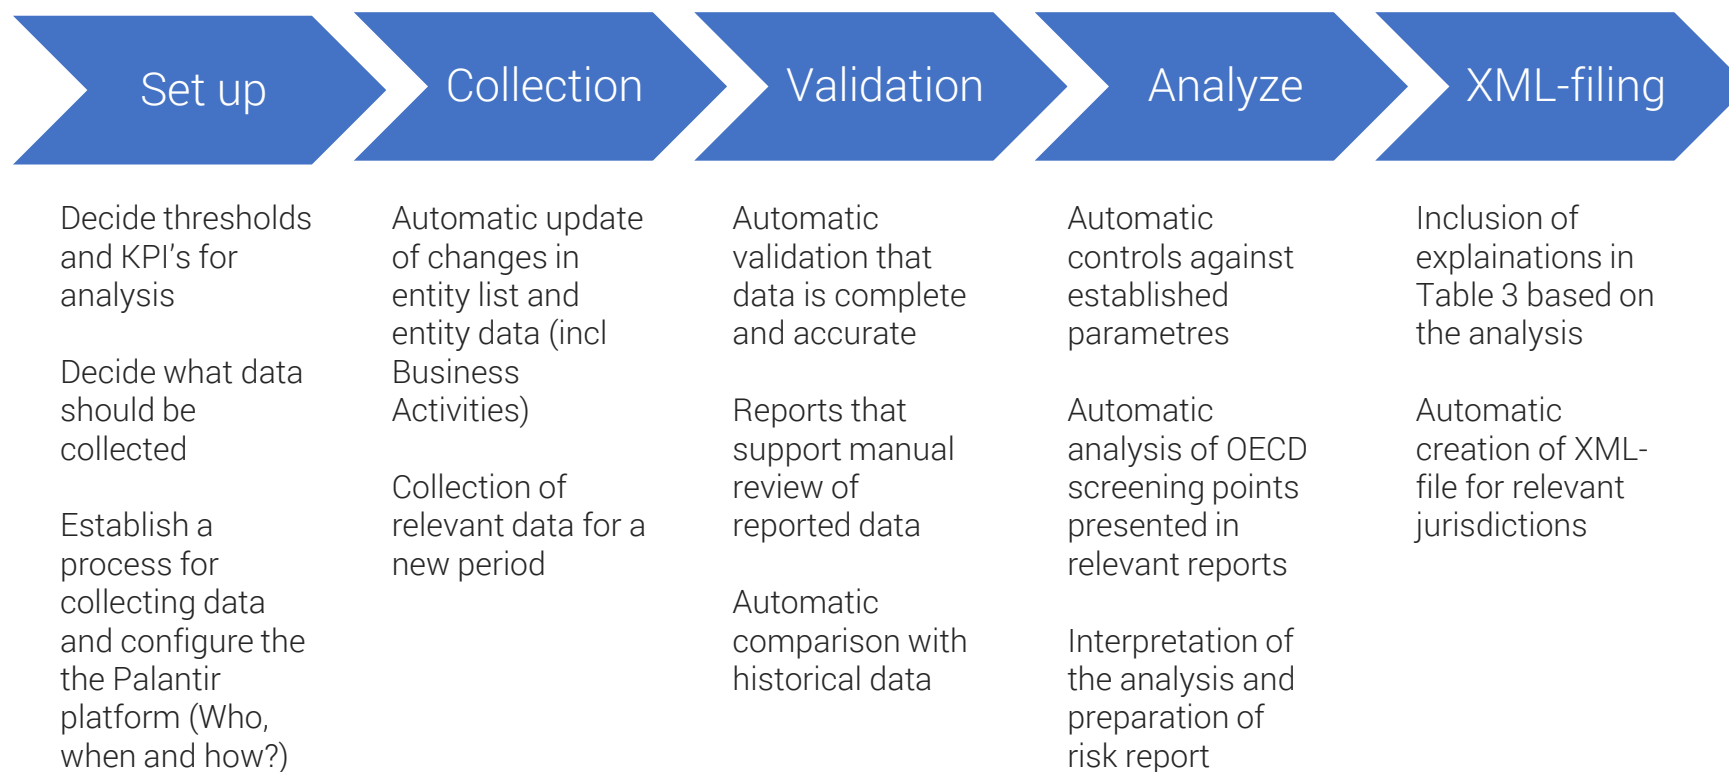 Set up
Collection
Validation
Analyze
XML-filing
Decide thresholds
and KPI's for
analysis
Decide what data
should be
collected
Establish a
process for
collecting data
and configure the
the Palantir
platform (Who,
when and how?)
Automatic update
of changes in
entity list and
entity data (incl
Business
Activities)
Collection of
relevant data for a
new period
Automatic
validation that
data is complete
and accurate
Reports that
support manual
review of
reported data
Automatic
comparison with
historical data
Automatic
controls against
established
parametres
Automatic
analysis of OECD
screening points
presented in
relevant reports
Interpretation of
the analysis and
preparation of
risk report
Inclusion of
explainations in
Table 3 based on
the analysis
Automatic
creation of XML-
file for relevant
jurisdictions